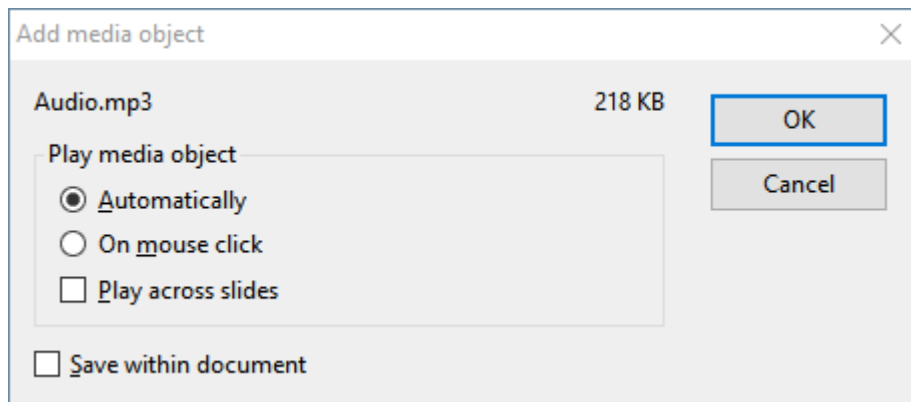 Add media object
Audio.mp3 218 KB
OK
Play media object
Automatically
Cancel
On mouse click
Play across slides
Save within document